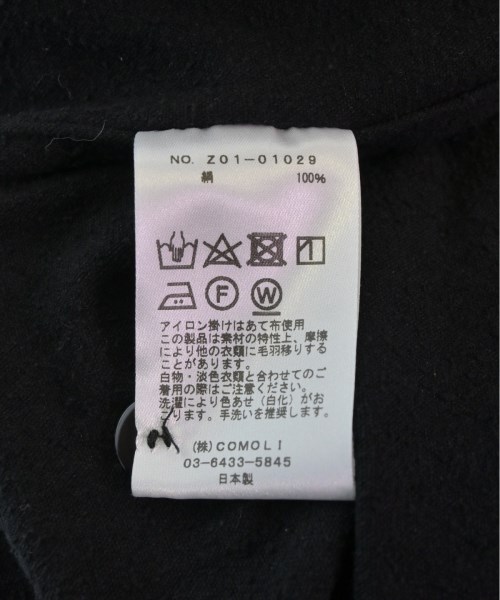 NO. Z01-01029
絹 100%
F W
アイロン掛けはあて布使用
この製品は素材の特性上、摩擦
により他の衣類に毛羽移りする
ことがあります。
白物・淡色衣類と合わせてのご
着用の際はご注意ください。
洗濯により色あせ(白化)がお
こります。手洗いを推奨します。
(株)COMOLI
03-6433-5845
日本製